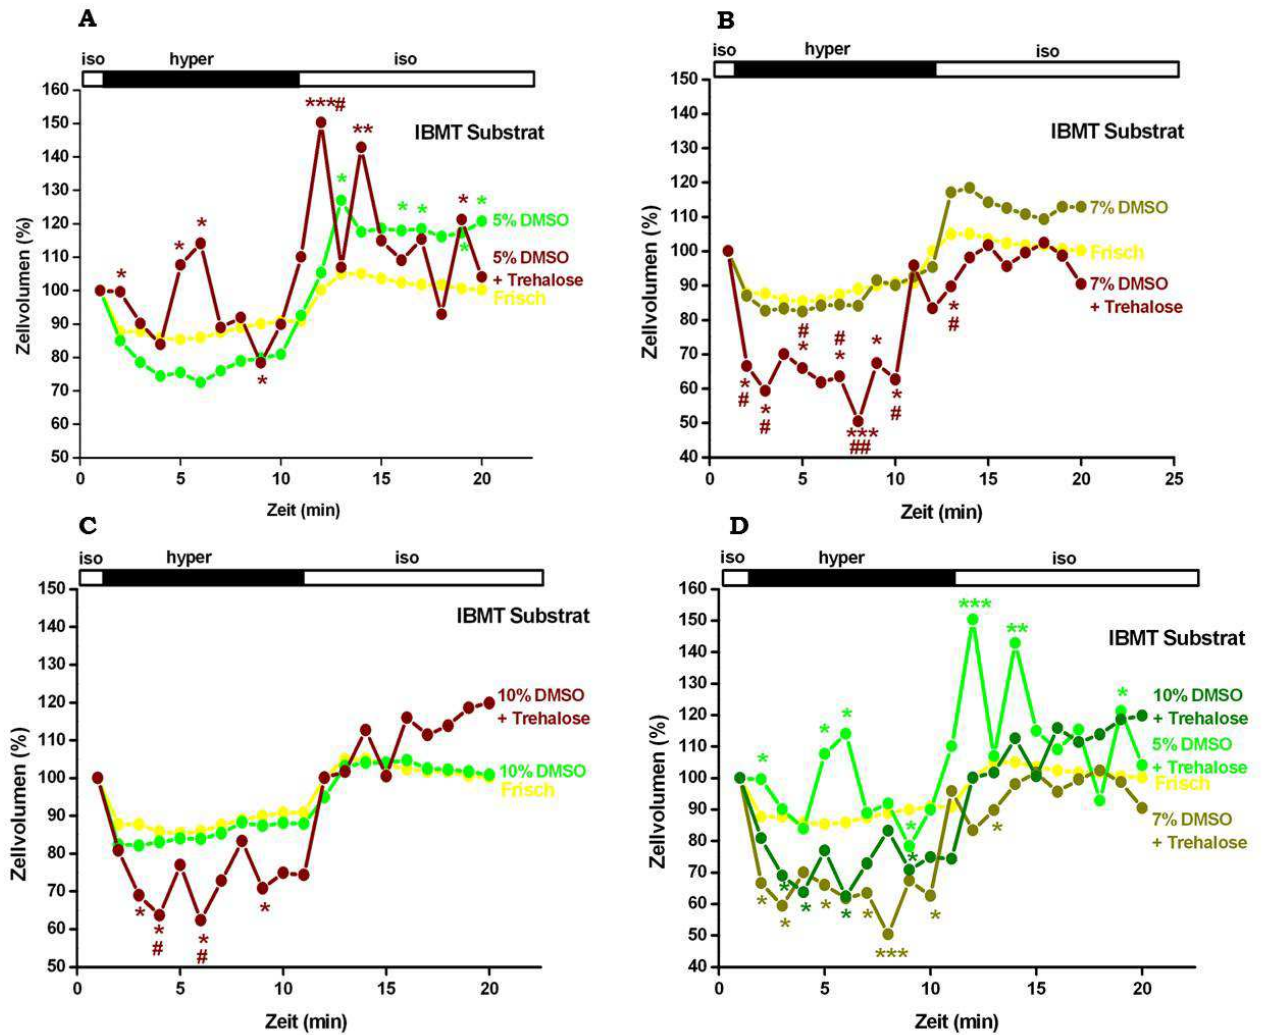 A
iso
hyper
iso
160
150
140
130
120
110
100
90
80
70
60
50
Zellvolumen (%)
***#
**
IBMT Substrat
*
*
*
*
*
*
*
*
*
*
*
5% DMSO
5% DMSO
+ Trehalose
Frisch
0
5
10
15
20
Zeit (min)
B
iso
hyper
iso
150
140
130
120
110
100
90
80
70
60
50
40
Zellvolumen (%)
IBMT Substrat
7% DMSO
Frisch
7% DMSO
+ Trehalose
*
#
*
#
#
*
#
*
***
##
*
*
#
*
#
0
5
10
15
20
25
Zeit (min)
C
iso
hyper
iso
150
140
130
120
110
100
90
80
70
60
50
Zellvolumen (%)
IBMT Substrat
10% DMSO
+ Trehalose
10% DMSO
Frisch
*
*
#
*
#
*
0
5
10
15
20
Zeit (min)
D
iso
hyper
iso
160
150
140
130
120
110
100
90
80
70
60
50
40
Zellvolumen (%)
***
**
IBMT Substrat
*
*
*
*
*
10% DMSO
+ Trehalose
5% DMSO
+ Trehalose
Frisch
7% DMSO
+ Trehalose
*
*
*
*
*
*
*
*
*
*
***
0
5
10
15
20
Zeit (min)